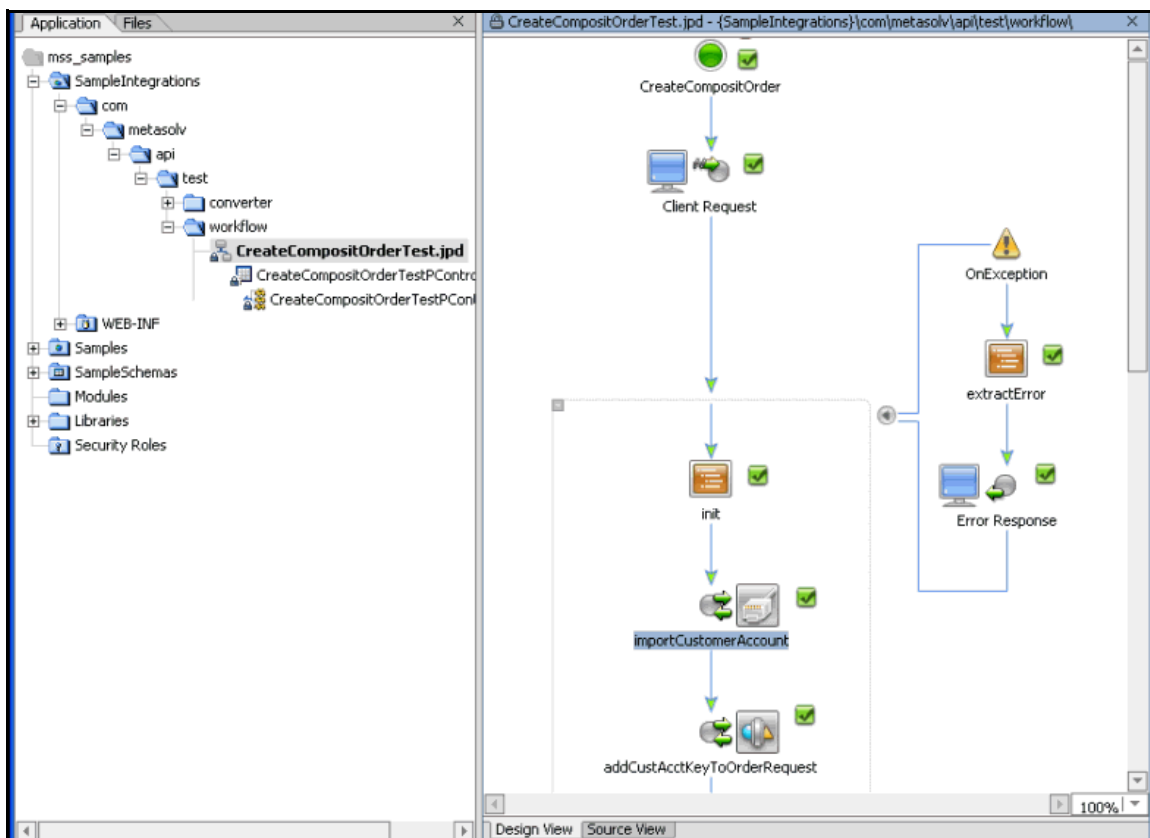 Application
Files
mss_samples
SampleIntegrations
com
metasolv
api
test
converter
workflow
CreateCompositOrderTest.jpd
CreateCompositOrderTestPContro
CreateCompositOrderTestPCont
WEB-INF
Samples
SampleSchemas
Modules
Libraries
Security Roles
CreateCompositOrderTest.jpd - {SampleIntegrations}\com\metasolv\api\test\workflow\
CreateCompositOrder
Client Request
OnException
extractError
Error Response
init
importCustomerAccount
addCustAcctKeyToOrderRequest
100%
Design View
Source View